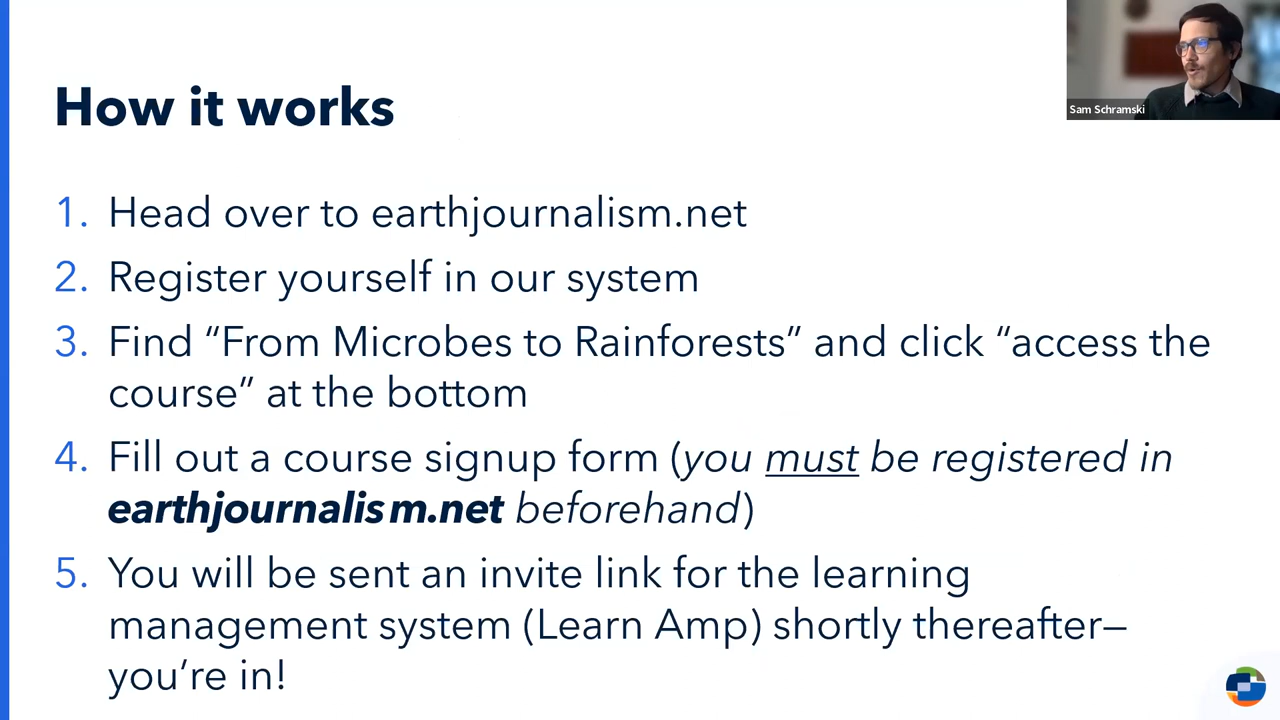 How it works
Sam Schramski
1. Head over to earthjournalism.net
2. Register yourself in our system
3. Find “From Microbes to Rainforests” and click “access the
course” at the bottom
4. Fill out a course signup form (you must be registered in
earthjournalism.net beforehand)
5. You will be sent an invite link for the learning
management system (Learn Amp) shortly thereafter—
you’re in!